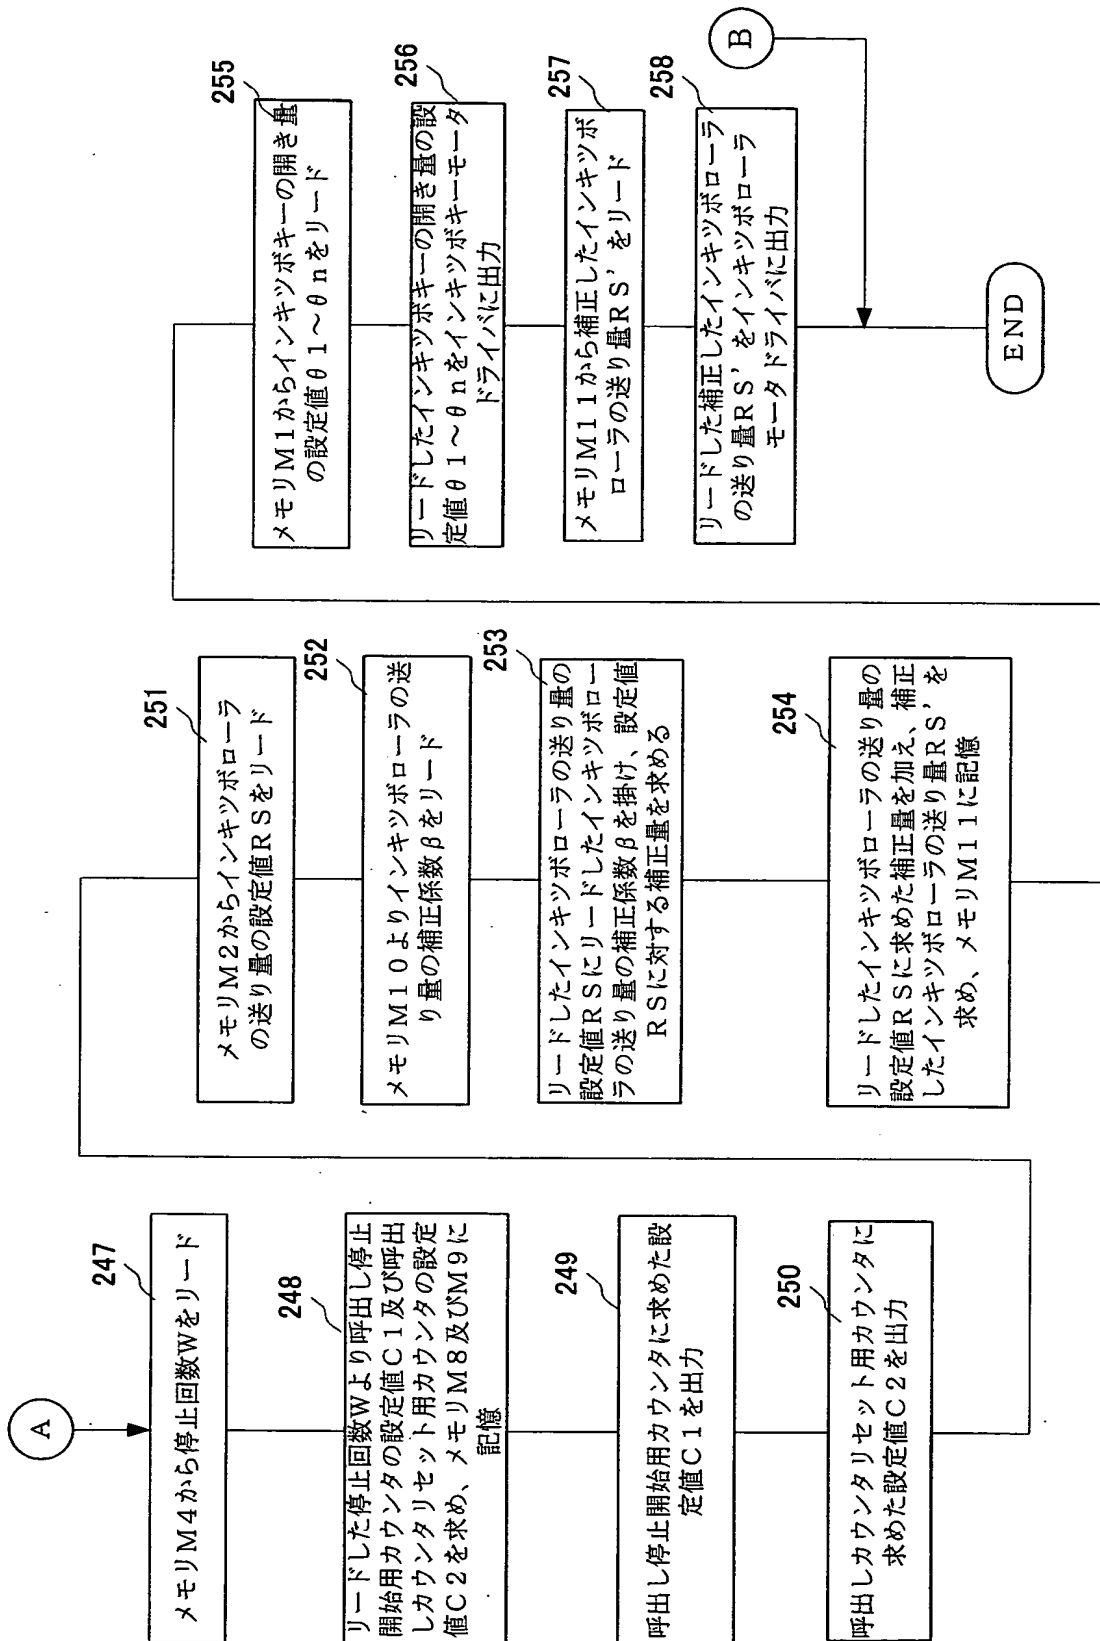 A
247
メモリM4から停止回数Wをリード
248
リードした停止回数Wより呼出し停止
開始用カウンタの設定値C1及び呼出
しカウンタリセット用カウンタの設定
値C2を求め、メモリM8及びM9に
記憶
249
呼出し停止開始用カウンタに求めた設
定値C1を出力
250
呼出しカウンタリセット用カウンタに
求めた設定値C2を出力
251
メモリM2からインキツボローラ
の送り量の設定値RSをリード
252
メモリM10よりインキツボローラの送
り量の補正係数βをリード
253
リードしたインキツボローラの送り量の
設定値RSにリードしたインキツボロー
ラの送り量の補正係数βを掛け、設定値
RSに対する補正量を求める
254
リードしたインキツボローラの送り量の
設定値RSに求めた補正量を加え、補正
したインキツボローラの送り量RS'を
求め、メモリM11に記憶
255
メモリM1からインキツボキーの開き量
の設定値θ1～θnをリード
256
リードしたインキツボキーの開き量の設
定値θ1～θnをインキツボキーモータ
ドライバに出力
257
メモリM11から補正したインキツボ
ローラの送り量RS'をリード
258
リードした補正したインキツボローラ
の送り量RS'をインキツボローラ
モータドライバに出力
B
END